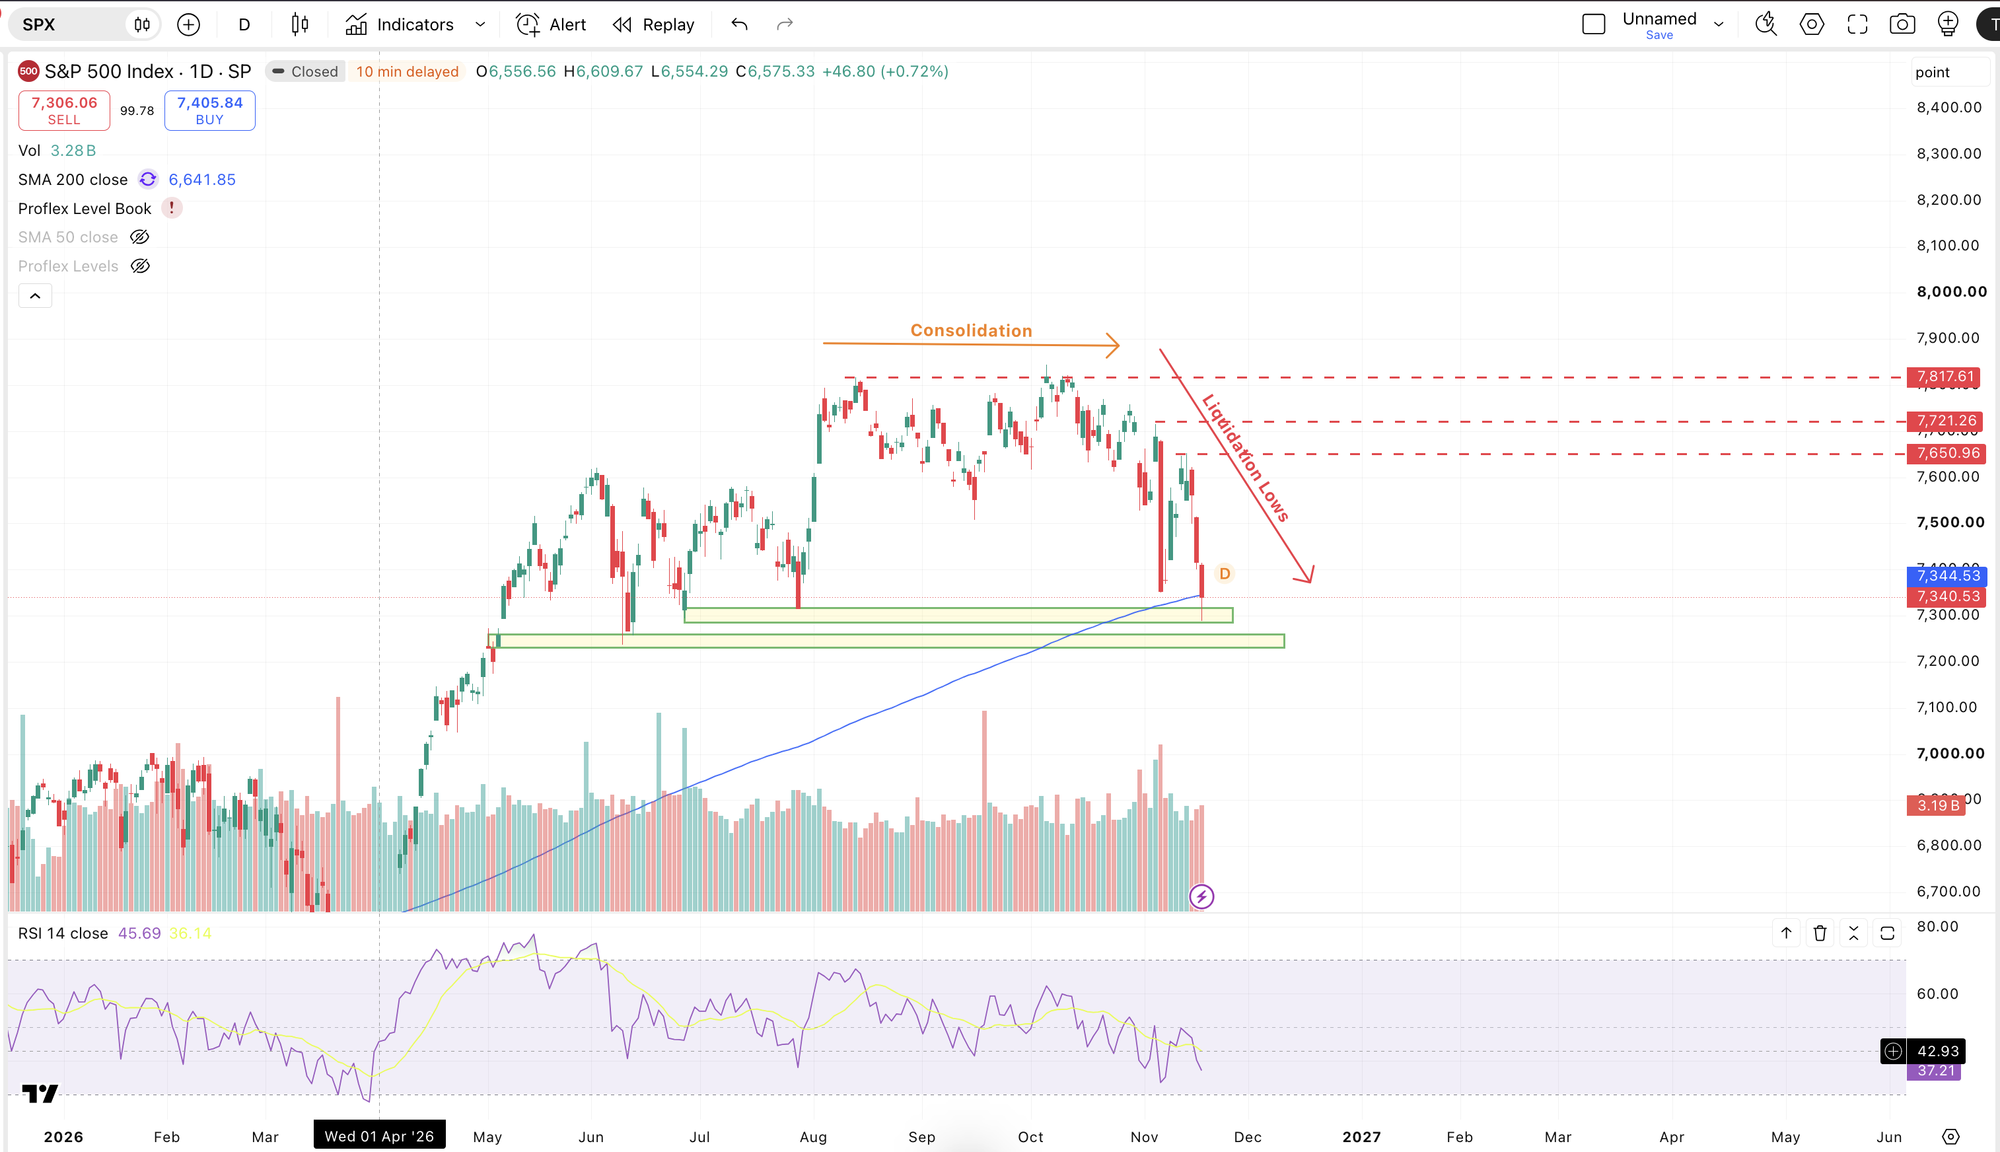 SPX
D
Indicators
Alert
Replay
Unnamed
Save
T
500 S&P 500 Index · 1D · SP
Closed
10 min delayed
O6,556.56 H6,609.67 L6,554.29 C6,575.33 +46.80 (+0.72%)
7,306.06
SELL
99.78
7,405.84
BUY
Vol 3.28 B
SMA 200 close 6,641.85
Proflex Level Book !
SMA 50 close
Proflex Levels
point
8,400.00
8,300.00
8,200.00
8,100.00
8,000.00
7,900.00
7,817.61
7,721.26
7,650.96
7,600.00
7,500.00
7,344.53
7,340.53
7,300.00
7,200.00
7,100.00
7,000.00
3.19 B
6,800.00
6,700.00
Consolidation
Liquidation Lows
D
RSI 14 close 45.69 36.14
80.00
60.00
42.93
37.21
2026
Feb
Mar
Wed 01 Apr '26
May
Jun
Jul
Aug
Sep
Oct
Nov
Dec
2027
Feb
Mar
Apr
May
Jun